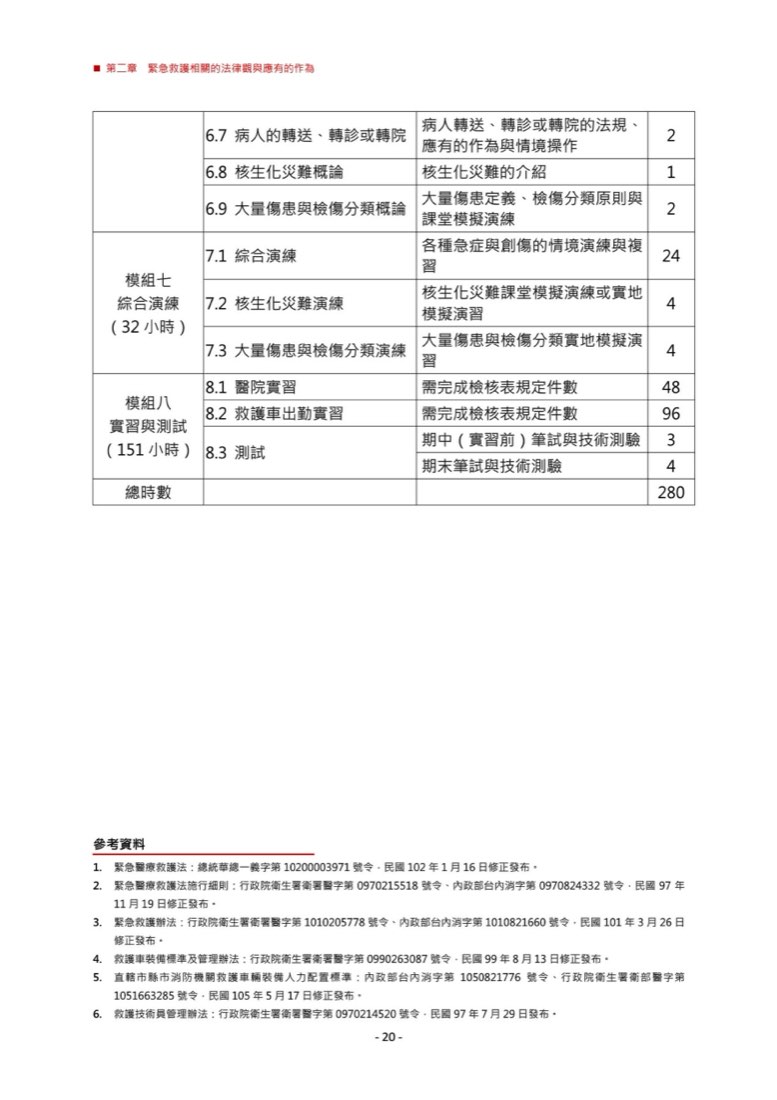 ■ 第二章　緊急救護相關的法律觀與應有的作為
6.7 病人的轉送、轉診或轉院
病人轉送、轉診或轉院的法規、
應有的作為與情境操作
2
6.8 核生化災難概論
核生化災難的介紹
1
6.9 大量傷患與檢傷分類概論
大量傷患定義、檢傷分類原則與
課堂模擬演練
2
模組七
綜合演練
（32 小時）
7.1 綜合演練
各種急症與創傷的情境演練與複
習
24
7.2 核生化災難演練
核生化災難課堂模擬演練或實地
模擬演習
4
7.3 大量傷患與檢傷分類演練
大量傷患與檢傷分類實地模擬演
習
4
模組八
實習與測試
（151 小時）
8.1 醫院實習
需完成檢核表規定件數
48
8.2 救護車出勤實習
需完成檢核表規定件數
96
8.3 測試
期中（實習前）筆試與技術測驗
3
期末筆試與技術測驗
4
總時數
280
參考資料
1. 緊急醫療救護法：總統華總一義字第 10200003971 號令，民國 102 年 1 月 16 日修正發布。
2. 緊急醫療救護法施行細則：行政院衛生署衛署醫字第 0970215518 號令、內政部台內消字第 0970824332 號令，民國 97 年
11 月 19 日修正發布。
3. 緊急救護辦法：行政院衛生署衛署醫字第 1010205778 號令、內政部台內消字第 1010821660 號令，民國 101 年 3 月 26 日
修正發布。
4. 救護車裝備標準及管理辦法：行政院衛生署衛署醫字第 0990263087 號令，民國 99 年 8 月 13 日修正發布。
5. 直轄市縣市消防機關救護車輛裝備人力配置標準：內政部台內消字第 1050821776 號令、行政院衛生署衛部醫字第
1051663285 號令，民國 105 年 5 月 17 日修正發布。
6. 救護技術員管理辦法：行政院衛生署衛署醫字第 0970214520 號令，民國 97 年 7 月 29 日發布。
- 20 -